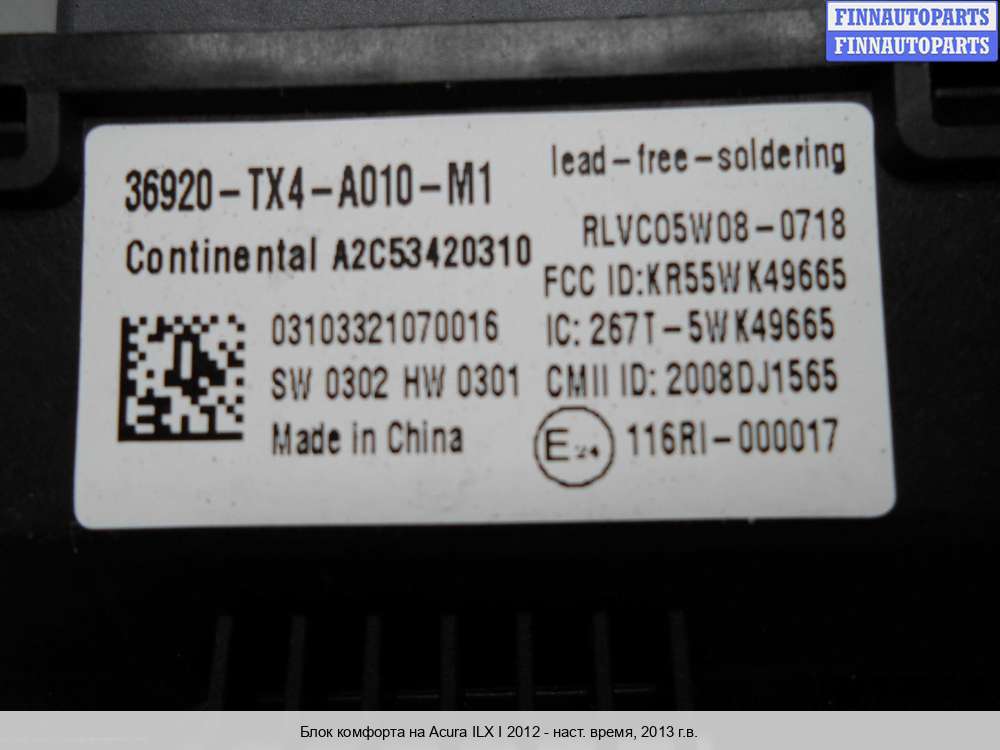 FINNAUTOPARTS
FINNAUTOPARTS
36920-TX4-A010-M1
lead-free-soldering
Continental A2C53420310
RLVC05W08-0718
FCC ID:KR55WK49665
03103321070016
IC: 267T-5WK49665
SW 0302 HW 0301
CMII ID: 2008DJ1565
Made in China
E24
116RI-000017
Блок комфорта на Acura ILX I 2012 - наст. время, 2013 г.в.